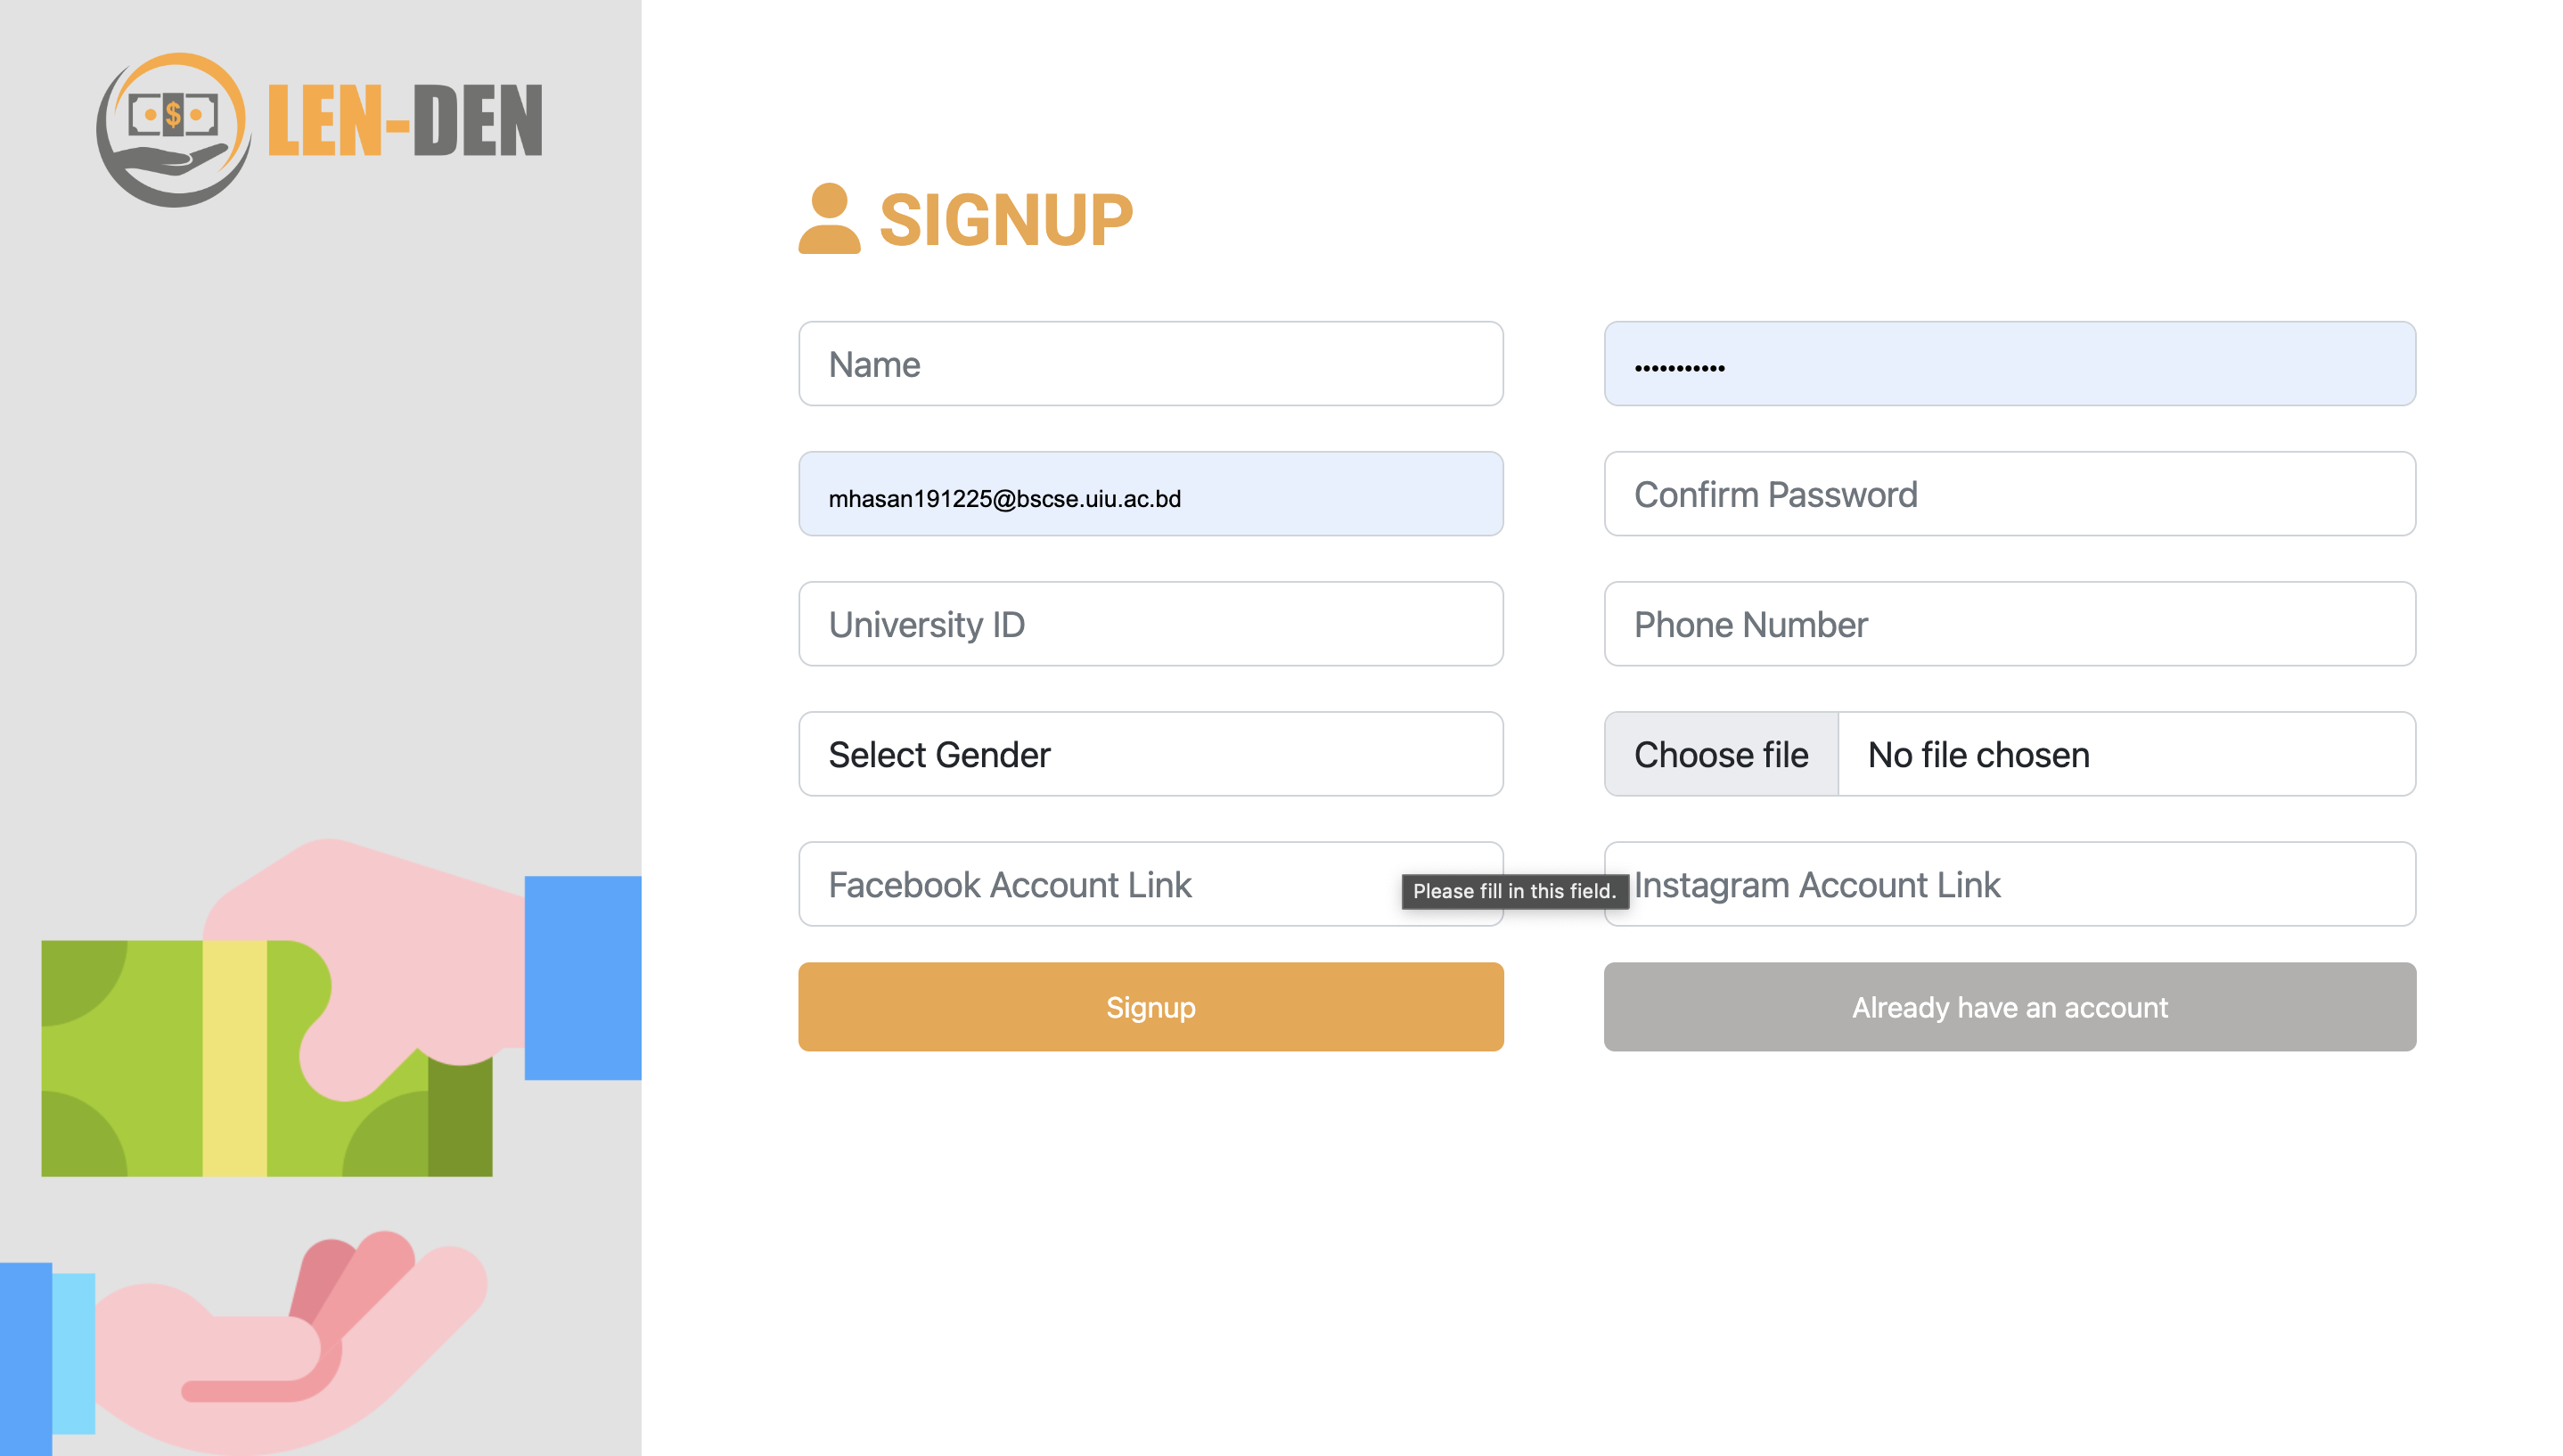 LEN-DEN
SIGNUP
Name
•••••••••••
mhasan191225@bscse.uiu.ac.bd
Confirm Password
University ID
Phone Number
Select Gender
Choose file
No file chosen
Facebook Account Link
Please fill in this field.
Instagram Account Link
Signup
Already have an account